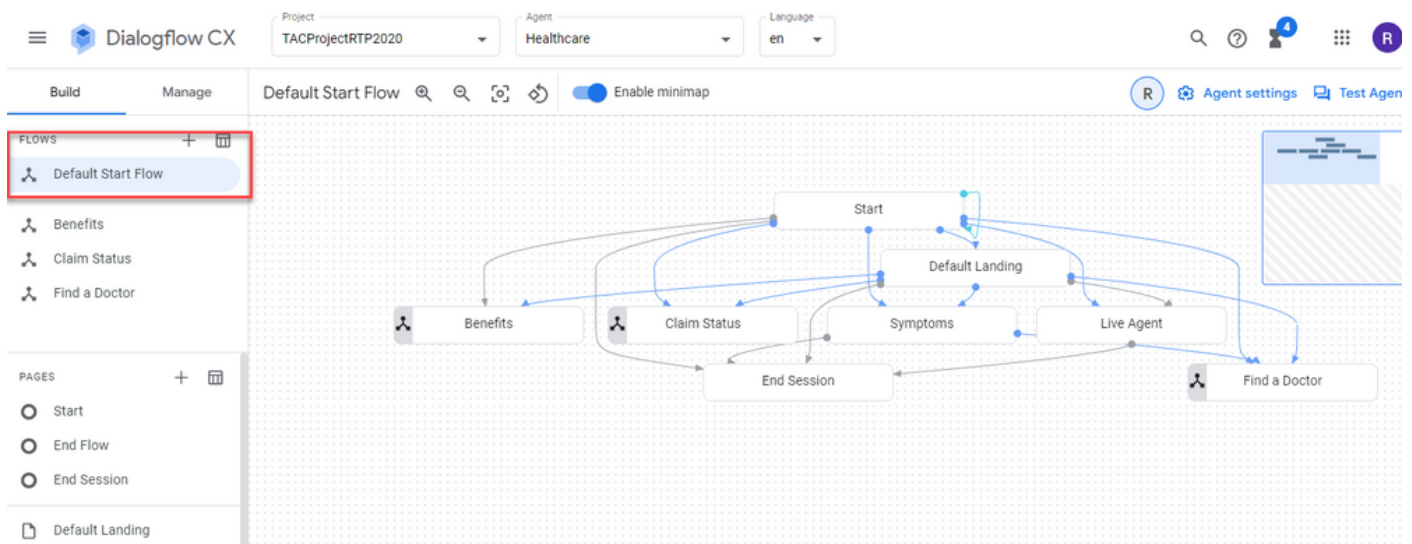 Project
Agent
Language
Dialogflow CX
TACProjectRTP2020
Healthcare
en
4
R
Build
Manage
Default Start Flow
Enable minimap
R
Agent settings
Test Agen
FLOWS
Default Start Flow
Benefits
Claim Status
Find a Doctor
PAGES
Start
End Flow
End Session
Default Landing
Start
Default Landing
Benefits
Claim Status
Symptoms
Live Agent
End Session
Find a Doctor